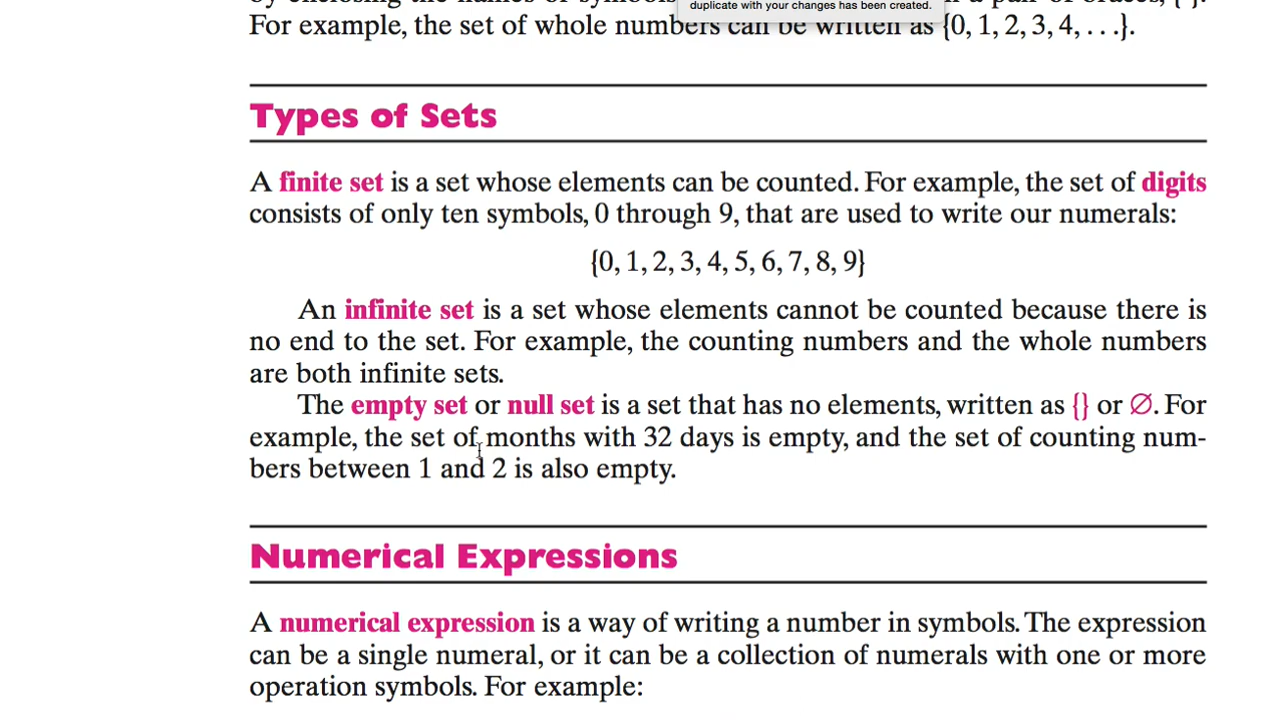 duplicate with your changes has been created.
For example, the set of whole numbers can be written as {0, 1, 2, 3, 4, . . .}.
Types of Sets
A finite set is a set whose elements can be counted. For example, the set of digits
consists of only ten symbols, 0 through 9, that are used to write our numerals:
{0, 1, 2, 3, 4, 5, 6, 7, 8, 9}
An infinite set is a set whose elements cannot be counted because there is
no end to the set. For example, the counting numbers and the whole numbers
are both infinite sets.
The empty set or null set is a set that has no elements, written as {} or ∅. For
example, the set of months with 32 days is empty, and the set of counting num-
bers between 1 and 2 is also empty.
Numerical Expressions
A numerical expression is a way of writing a number in symbols. The expression
can be a single numeral, or it can be a collection of numerals with one or more
operation symbols. For example: